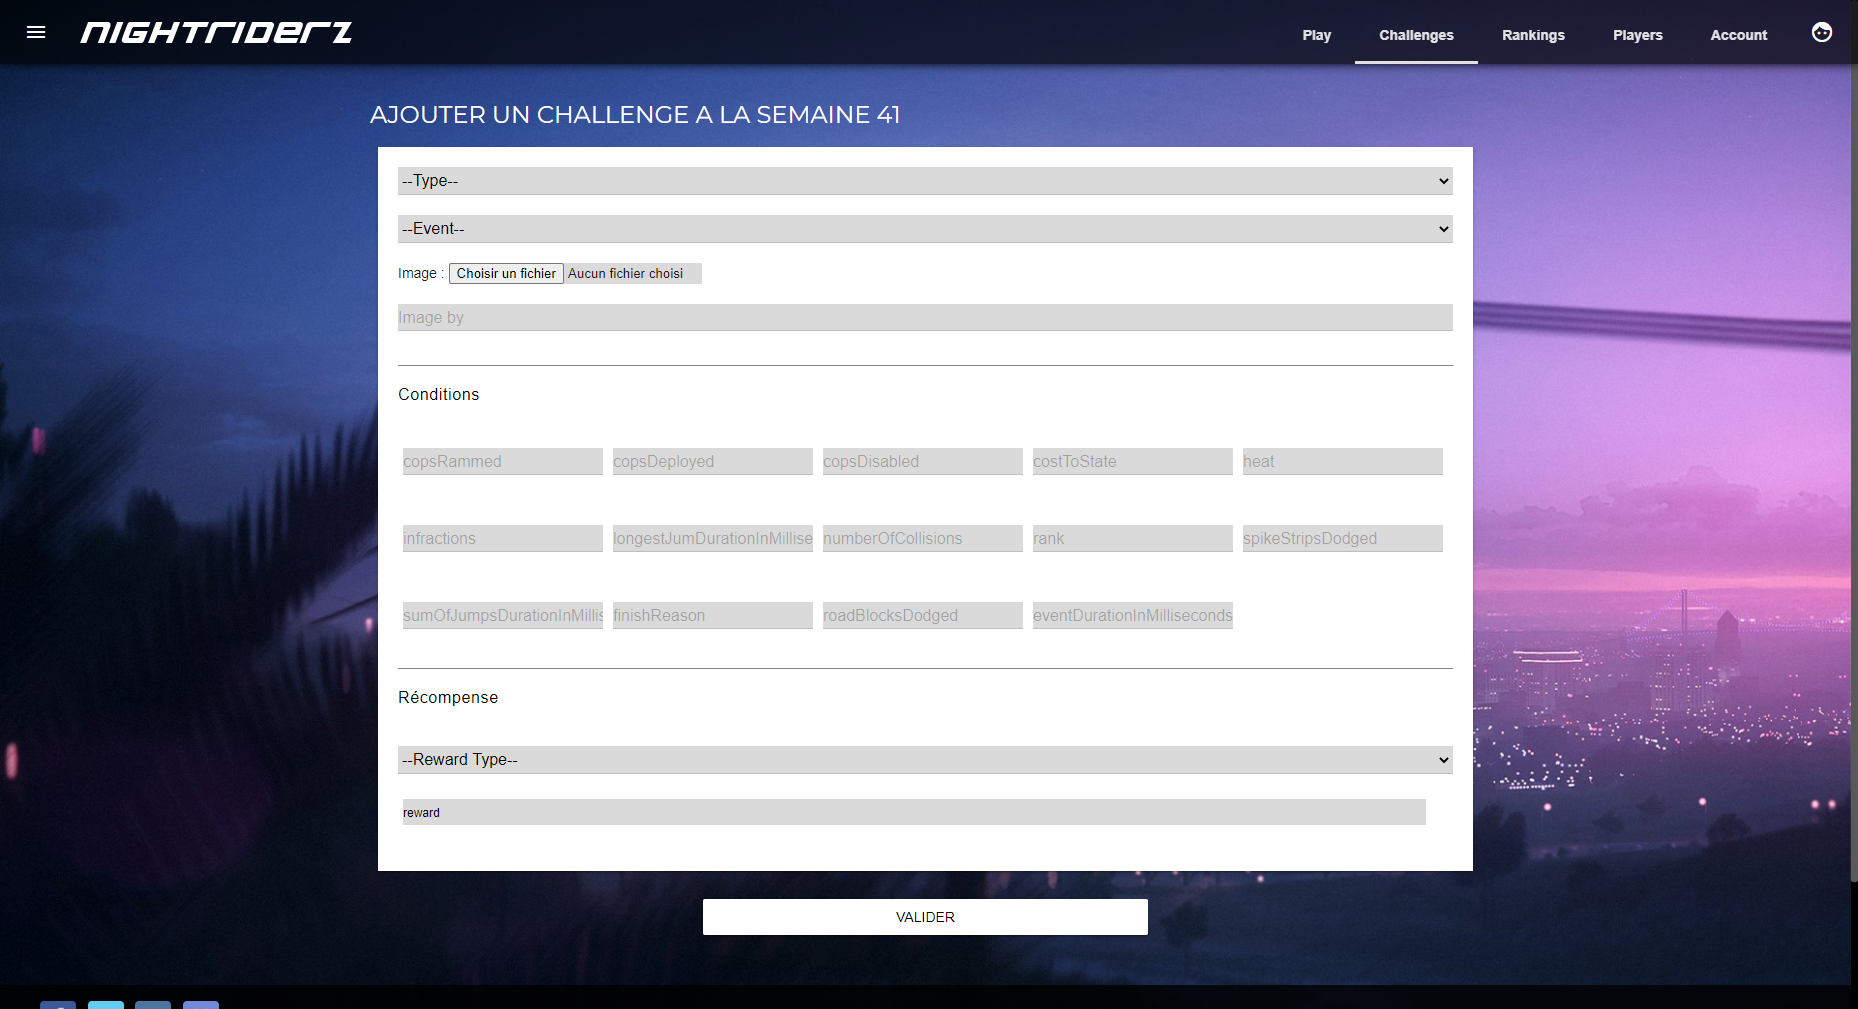 NIGHTRIDERZ
Play Challenges Rankings Players Account
AJOUTER UN CHALLENGE A LA SEMAINE 41
--Type--
--Event--
Image : Choisir un fichier Aucun fichier choisi
Image by
Conditions
copsRammed copsDeployed copsDisabled costToState heat
infractions longestJumDurationInMillise numberOfCollisions rank spikeStripsDodged
sumOfJumpsDurationInMillis finishReason roadBlocksDodged eventDurationInMilliseconds
Récompense
--Reward Type--
reward
VALIDER